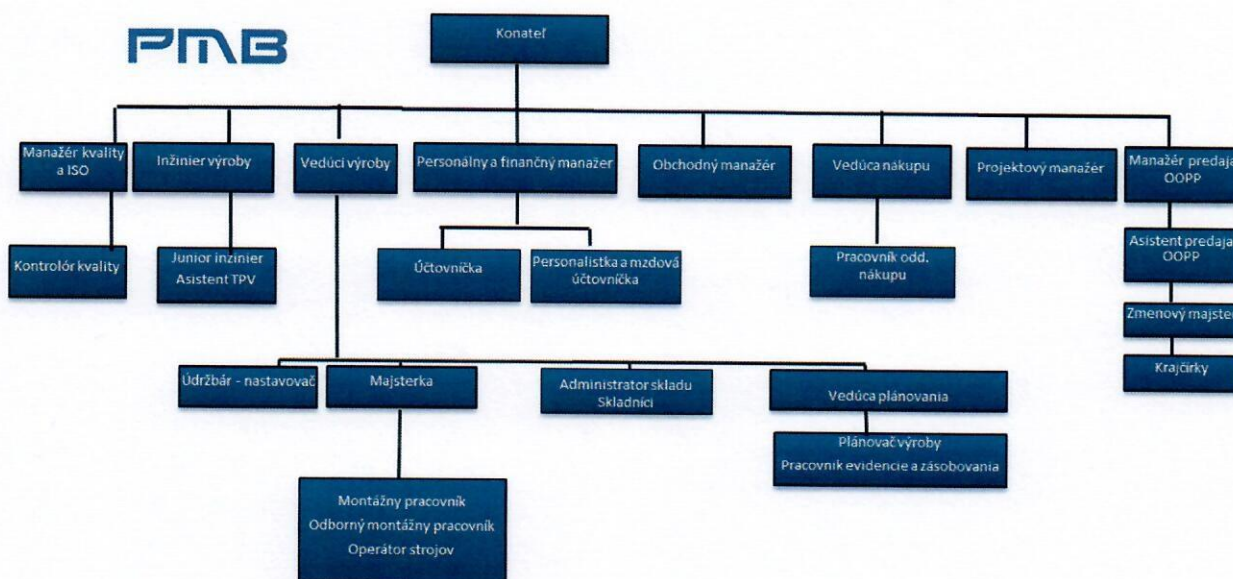 PMB
Konateľ
Manažér kvality
a ISO
Inžinier výroby
Vedúci výroby
Personálny a finančný manažer
Obchodný manažér
Vedúca nákupu
Projektový manažér
Manažér predaja
OOPP
Kontrolór kvality
Junior inzinier
Asistent TPV
Účtovníčka
Personalistka a mzdová
účtovníčka
Pracovník odd.
nákupu
Asistent predaja
OOPP
Zmenový majster
Krajčírky
Údržbár - nastavovač
Majsterka
Administrator skladu
Skladníci
Vedúca plánovania
Plánovač výroby
Pracovník evidencie a zásobovania
Montážny pracovník
Odborný montážny pracovník
Operátor strojov